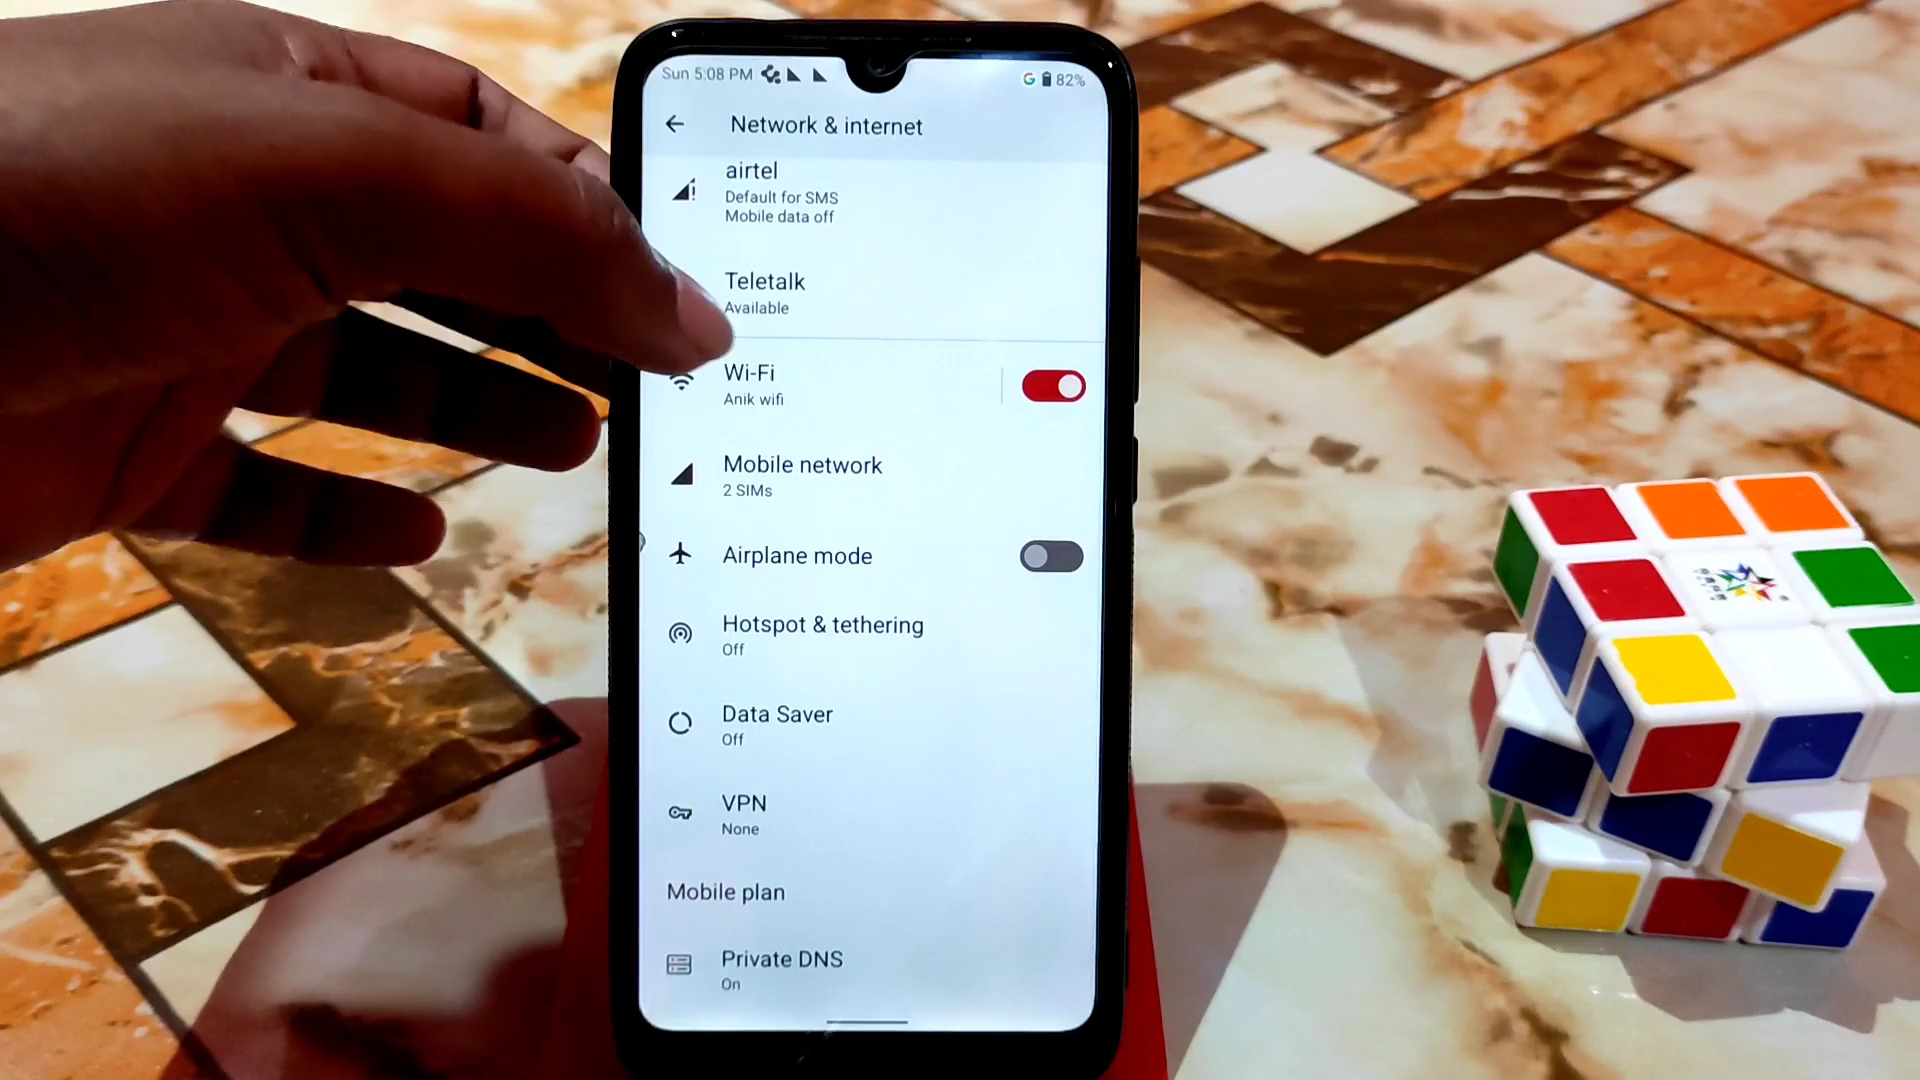 Sun 5:08 PM
G 82%
Network & internet
airtel
Default for SMS
Mobile data off
Teletalk
Available
Wi-Fi
Anik wifi
Mobile network
2 SIMs
Airplane mode
Hotspot & tethering
Off
Data Saver
Off
VPN
None
Mobile plan
Private DNS
On